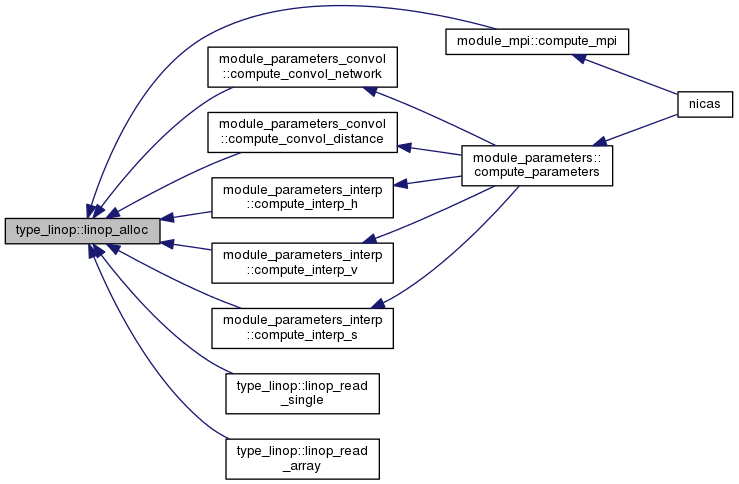 module_mpi::compute_mpi
module_parameters_convol
::compute_convol_network
nicas
module_parameters_convol
::compute_convol_distance
module_parameters::
compute_parameters
module_parameters_interp
::compute_interp_h
type_linop::linop_alloc
module_parameters_interp
::compute_interp_v
module_parameters_interp
::compute_interp_s
type_linop::linop_read
_single
type_linop::linop_read
_array